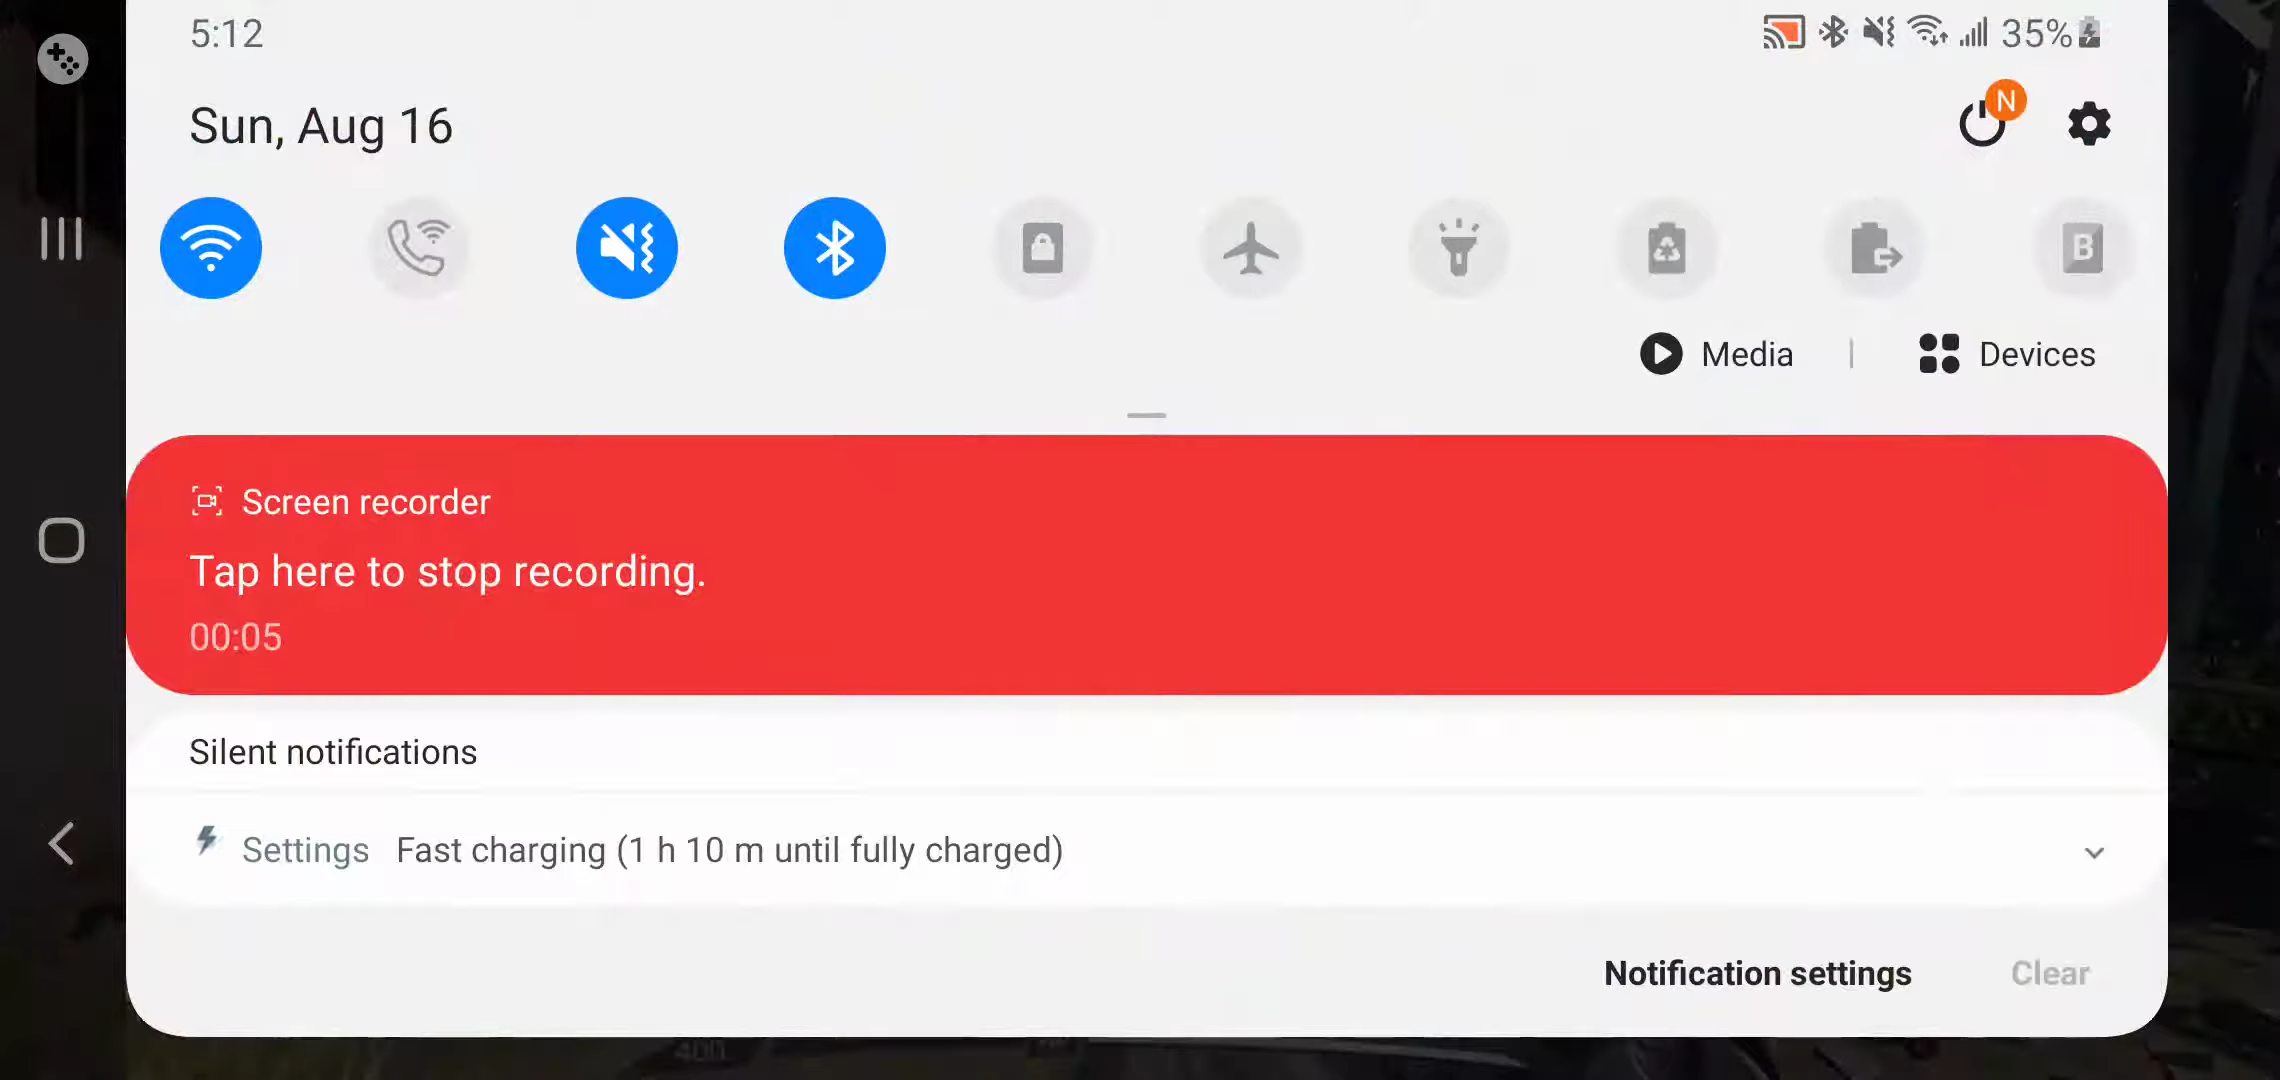 5:12
35%
Sun, Aug 16
N
B
Media
Devices
Screen recorder
Tap here to stop recording.
00:05
Silent notifications
Settings Fast charging (1 h 10 m until fully charged)
Notification settings
Clear
400